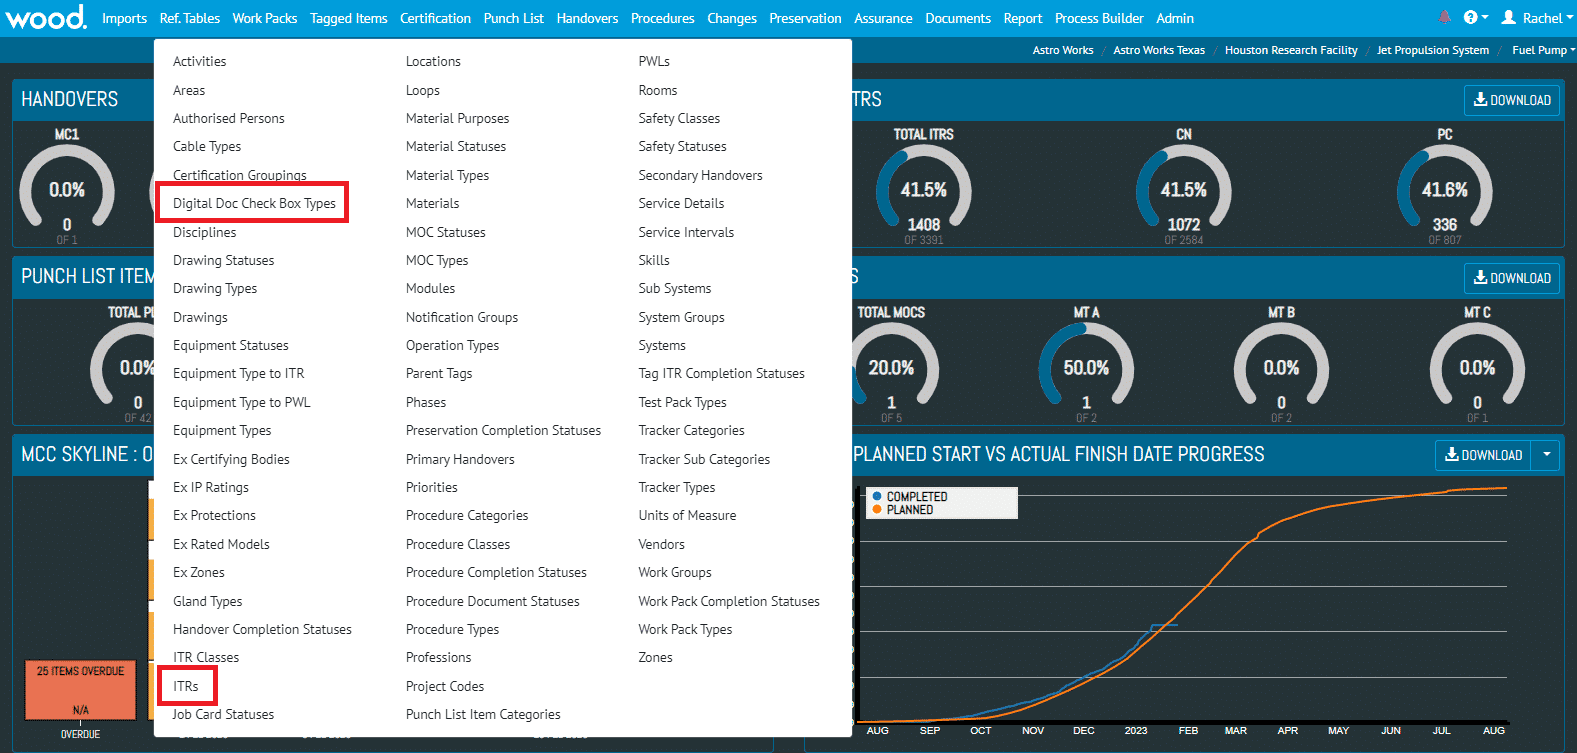 wood.
Imports Ref. Tables Work Packs Tagged Items Certification Punch List Handovers Procedures Changes Preservation Assurance Documents Report Process Builder Admin
Rachel
Astro Works / Astro Works Texas / Houston Research Facility / Jet Propulsion System / Fuel Pump
Activities
Areas
Authorised Persons
Cable Types
Certification Groupings
Digital Doc Check Box Types
Disciplines
Drawing Statuses
Drawing Types
Drawings
Equipment Statuses
Equipment Type to ITR
Equipment Type to PWL
Equipment Types
Ex Certifying Bodies
Ex IP Ratings
Ex Protections
Ex Rated Models
Ex Zones
Gland Types
Handover Completion Statuses
ITR Classes
ITRs
Job Card Statuses
Locations
Loops
Material Purposes
Material Statuses
Material Types
Materials
MOC Statuses
MOC Types
Modules
Notification Groups
Operation Types
Parent Tags
Phases
Preservation Completion Statuses
Primary Handovers
Priorities
Procedure Categories
Procedure Classes
Procedure Completion Statuses
Procedure Document Statuses
Procedure Types
Professions
Project Codes
Punch List Item Categories
PWLs
Rooms
Safety Classes
Safety Statuses
Secondary Handovers
Service Details
Service Intervals
Skills
Sub Systems
System Groups
Systems
Tag ITR Completion Statuses
Test Pack Types
Tracker Categories
Tracker Sub Categories
Tracker Types
Units of Measure
Vendors
Work Groups
Work Pack Completion Statuses
Work Pack Types
Zones
HANDOVERS
MC1
0.0%
0
OF 1
TRS
DOWNLOAD
TOTAL ITRS
41.5%
1408
OF 3391
CN
41.5%
1072
OF 2584
PC
41.6%
336
OF 807
PUNCH LIST ITEM
TOTAL PL
0.0%
0
OF 42
S
DOWNLOAD
TOTAL MOCS
20.0%
1
OF 5
MT A
50.0%
1
OF 2
MT B
0.0%
0
OF 2
MT C
0.0%
0
OF 1
MCC SKYLINE : O
25 ITEMS OVERDUE
N/A
OVERDUE
PLANNED START VS ACTUAL FINISH DATE PROGRESS
DOWNLOAD
COMPLETED
PLANNED
AUG SEP OCT NOV DEC 2023 FEB MAR APR MAY JUN JUL AUG